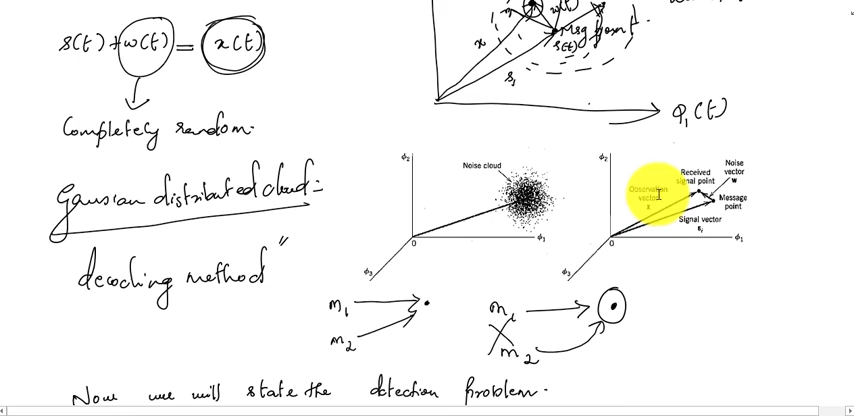 s(t) + w(t) = x(t)
w(t)
Msg point.
s(t)
x
s₁
Φ₁(t)
Completely random.
Gausian distributed cloud=
decoding method"
ϕ₂
Noise cloud
0
ϕ₁
ϕ₃
ϕ₂
Received
signal point
Noise
vector
w
Observation
vector
x
Message
point
Signal vector
sᵢ
0
ϕ₁
ϕ₃
m₁
m₂
m₁
m₂
Now we will state the detection problem.